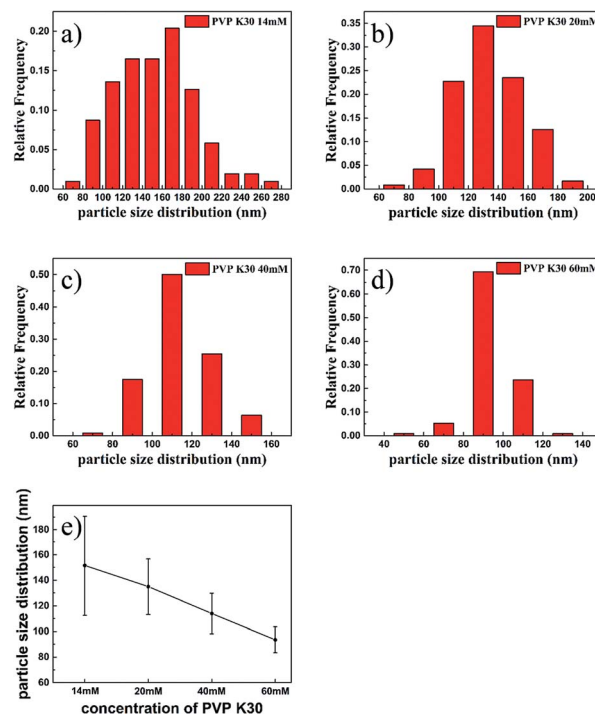 a)
PVP K30 14mM
Relative Frequency
0.20
0.15
0.10
0.05
0.00
60 80 100 120 140 160 180 200 220 240 260 280
particle size distribution (nm)
b)
PVP K30 20mM
Relative Frequency
0.35
0.30
0.25
0.20
0.15
0.10
0.05
0.00
60 80 100 120 140 160 180 200
particle size distribution (nm)
c)
PVP K30 40mM
Relative Frequency
0.50
0.40
0.30
0.20
0.10
0.00
60 80 100 120 140 160
particle size distribution (nm)
d)
PVP K30 60mM
Relative Frequency
0.70
0.60
0.50
0.40
0.30
0.20
0.10
0.00
40 60 80 100 120 140
particle size distribution (nm)
e)
particle size distribution (nm)
180
160
140
120
100
80
60
14mM 20mM 40mM 60mM
concentration of PVP K30